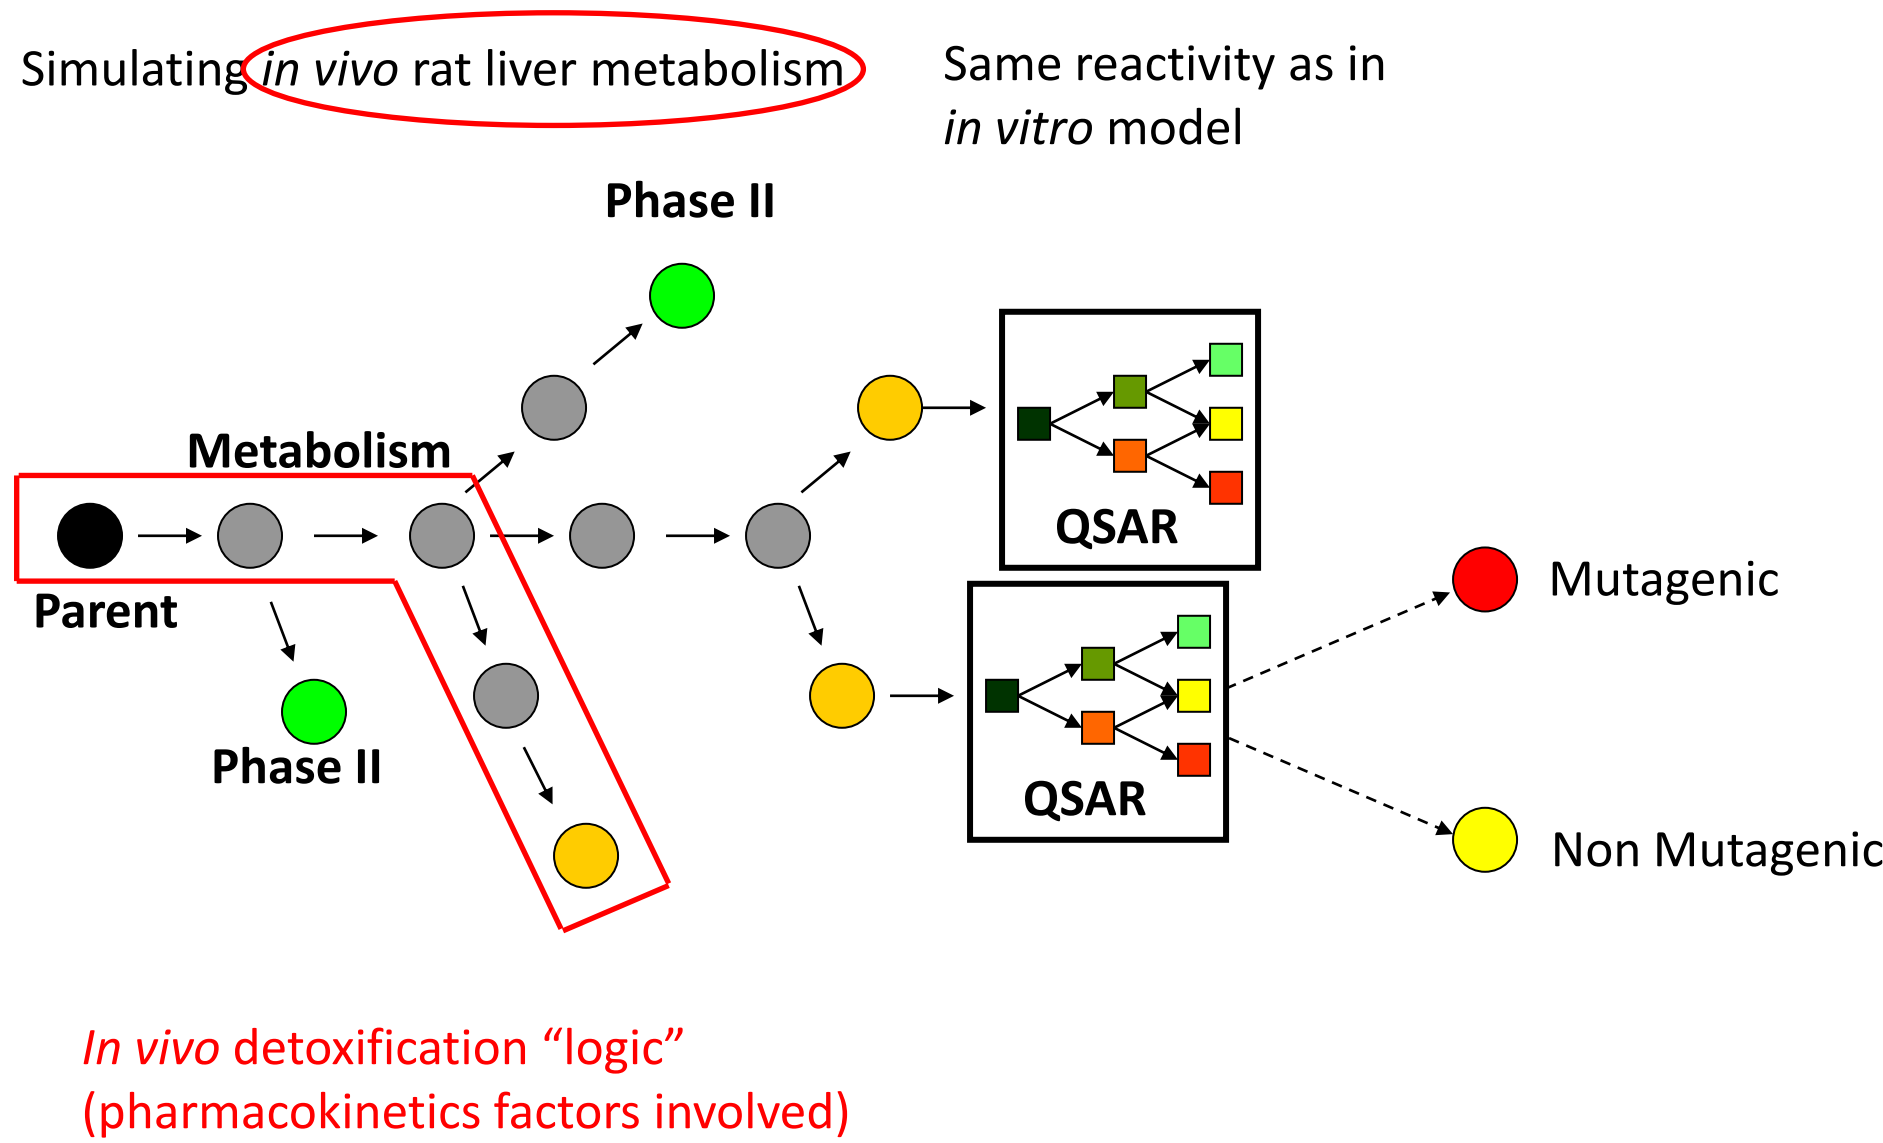 Simulating in vivo rat liver metabolism
Same reactivity as in
in vitro model
Phase II
Metabolism
Parent
Phase II
QSAR
QSAR
Mutagenic
Non Mutagenic
In vivo detoxification “logic”
(pharmacokinetics factors involved)